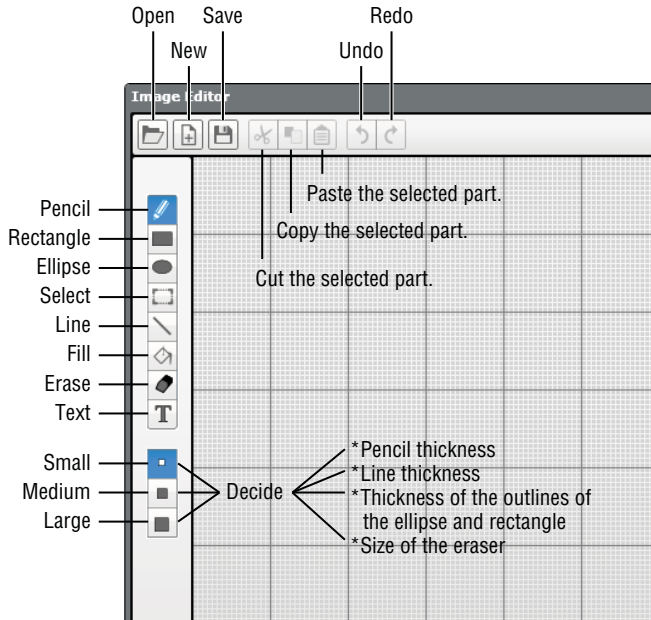 Open
Save
Redo
New
Undo
Image Editor
Paste the selected part.
Copy the selected part.
Cut the selected part.
Pencil
Rectangle
Ellipse
Select
Line
Fill
Erase
Text
T
Small
Medium
Large
Decide
*Pencil thickness
*Line thickness
*Thickness of the outlines of
the ellipse and rectangle
*Size of the eraser